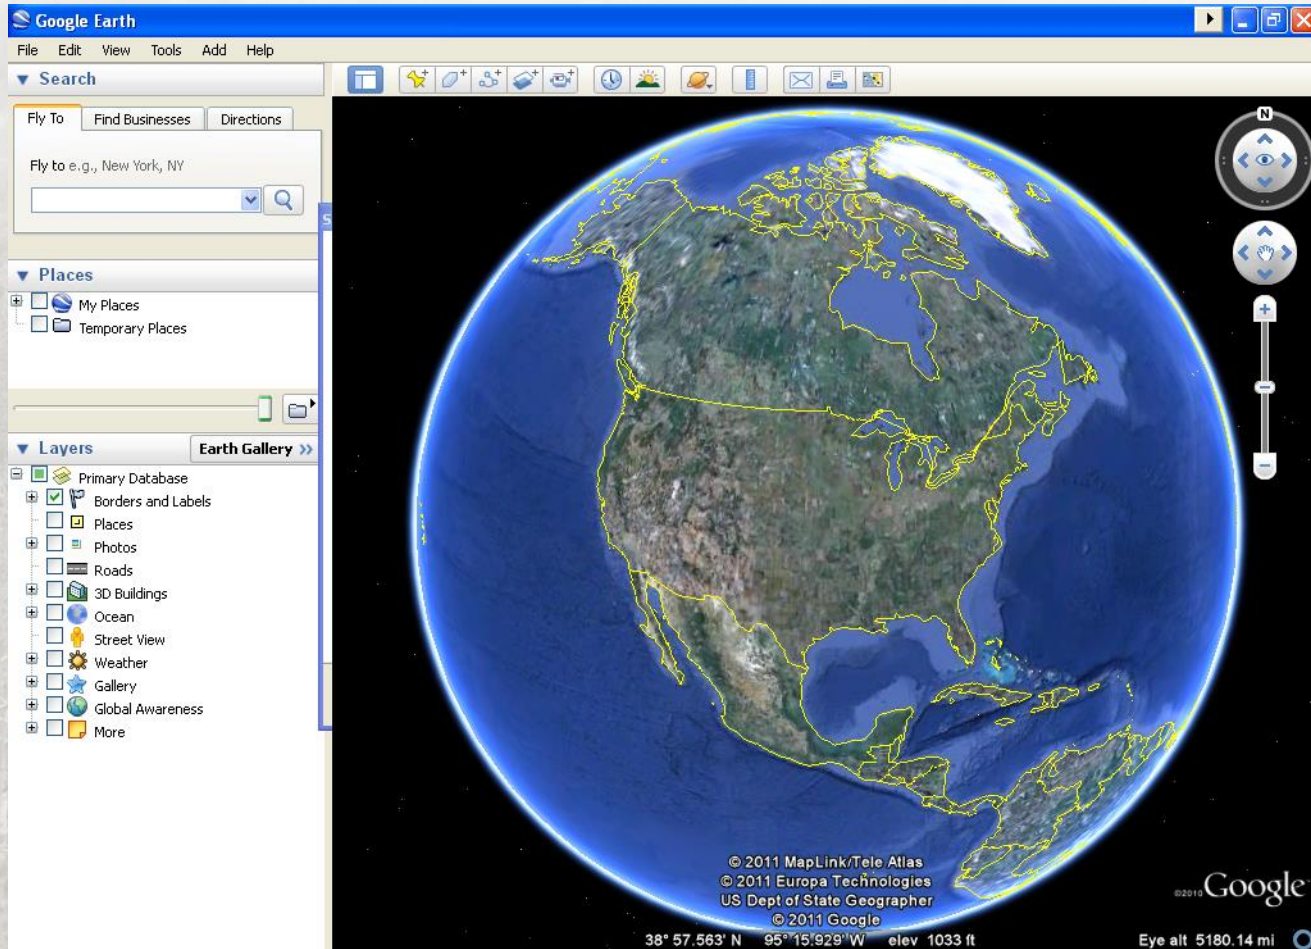 Google Earth
File Edit View Tools Add Help
Search
Fly To Find Businesses Directions
Fly to e.g., New York, NY
S
Places
My Places
Temporary Places
Layers Earth Gallery »
Primary Database
Borders and Labels
Places
Photos
Roads
3D Buildings
Ocean
Street View
Weather
Gallery
Global Awareness
More
N
© 2011 MapLink/Tele Atlas
© 2011 Europa Technologies
US Dept of State Geographer
© 2011 Google
©2010 Google
38° 57.563' N 95° 15.929' W elev 1033 ft Eye alt 5180.14 mi